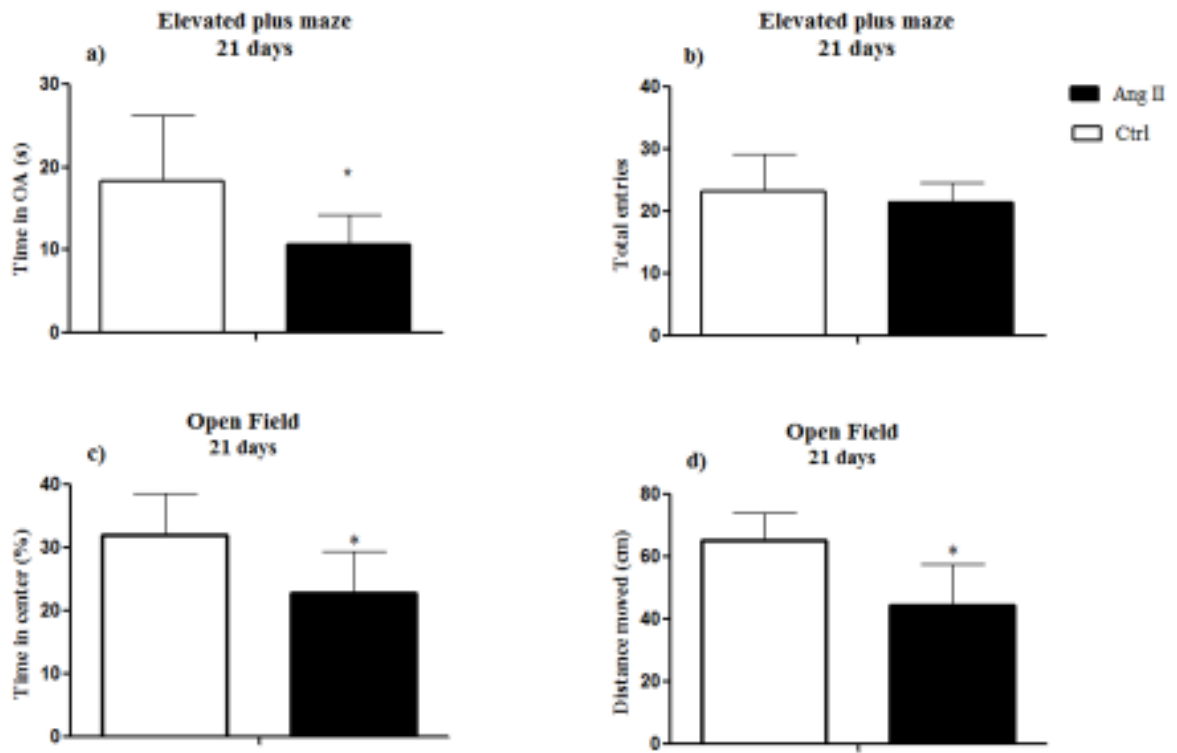 Elevated plus maze
21 days
a)
30
20
10
0
Time in OA (s)
*
Elevated plus maze
21 days
b)
40
30
20
10
0
Total entries
Ang II
Ctrl
Open Field
21 days
c)
40
30
20
10
0
Time in center (%)
*
Open Field
21 days
d)
80
60
40
20
0
Distance moved (cm)
*